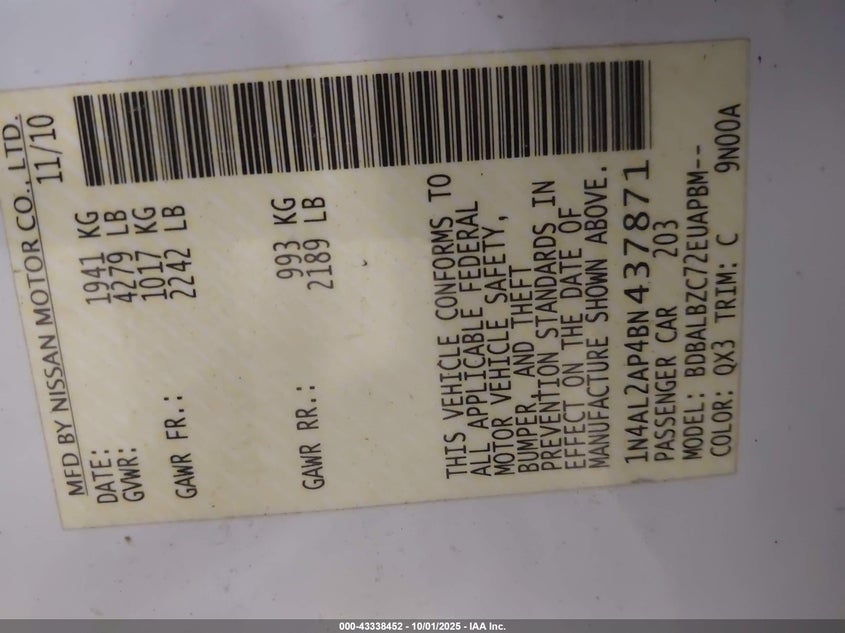 MFD BY NISSAN MOTOR CO., LTD.
DATE: 11/10
GVWR: 1941 KG
4279 LB
GAWR FR.: 1017 KG
2242 LB
GAWR RR.: 993 KG
2189 LB
THIS VEHICLE CONFORMS TO
ALL APPLICABLE FEDERAL
MOTOR VEHICLE SAFETY,
BUMPER, AND THEFT
PREVENTION STANDARDS IN
EFFECT ON THE DATE OF
MANUFACTURE SHOWN ABOVE.
1N4AL2AP4BN437871
PASSENGER CAR 203
MODEL: BDBALBZC72EUAPBM--
COLOR: QX3 TRIM: C 9N00A
000-43338452 - 10/01/2025 - IAA Inc.